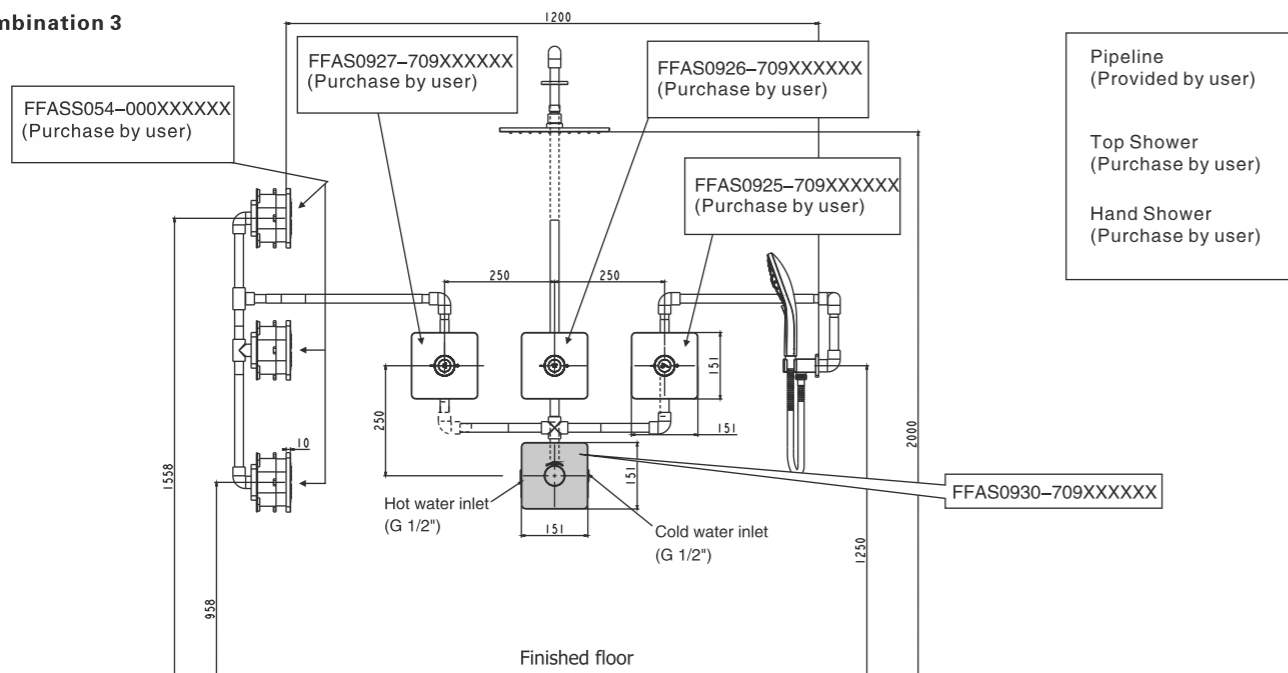 mbination 3
1200
FFAS0927–709XXXXXX
(Purchase by user)
FFAS0926–709XXXXXX
(Purchase by user)
FFASS054–000XXXXXX
(Purchase by user)
FFAS0925–709XXXXXX
(Purchase by user)
Pipeline
(Provided by user)
Top Shower
(Purchase by user)
Hand Shower
(Purchase by user)
250
250
151
250
151
2000
10
1558
151
FFAS0930–709XXXXXX
Hot water inlet
(G 1/2")
151
Cold water inlet
(G 1/2")
1250
958
Finished floor